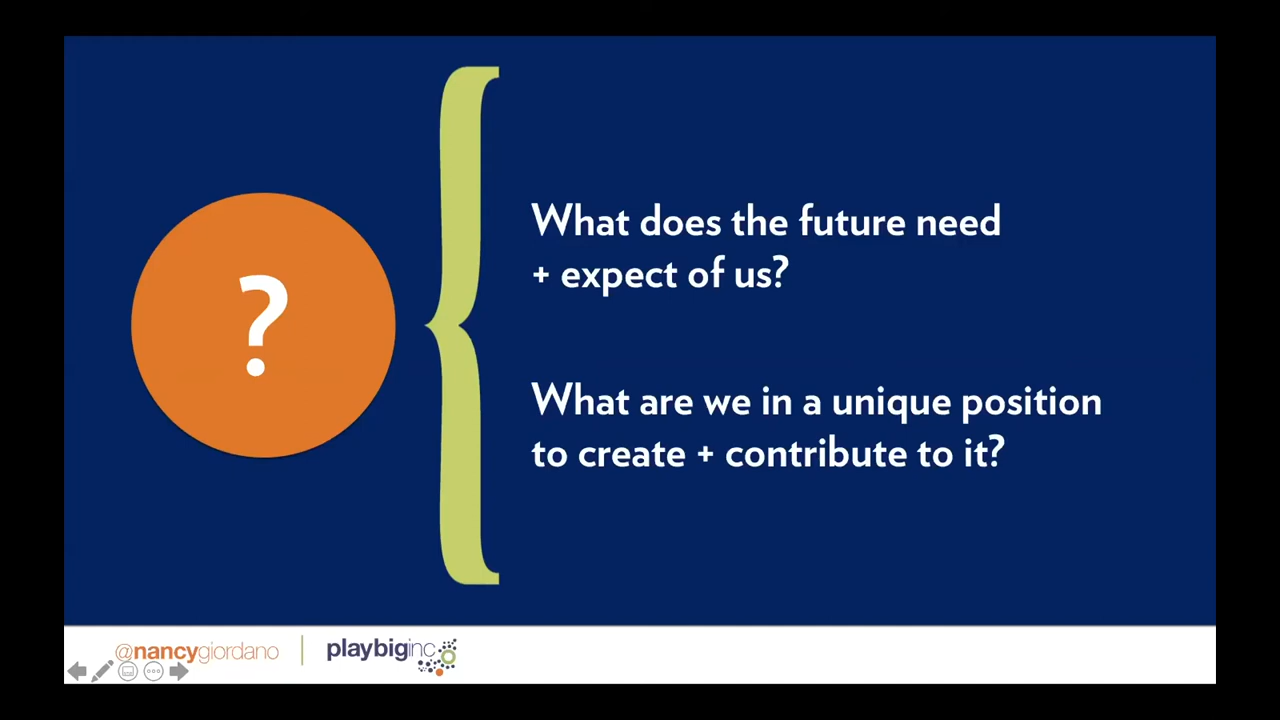 ?
What does the future need
+ expect of us?
What are we in a unique position
to create + contribute to it?
@nancygiordano
playbiginc